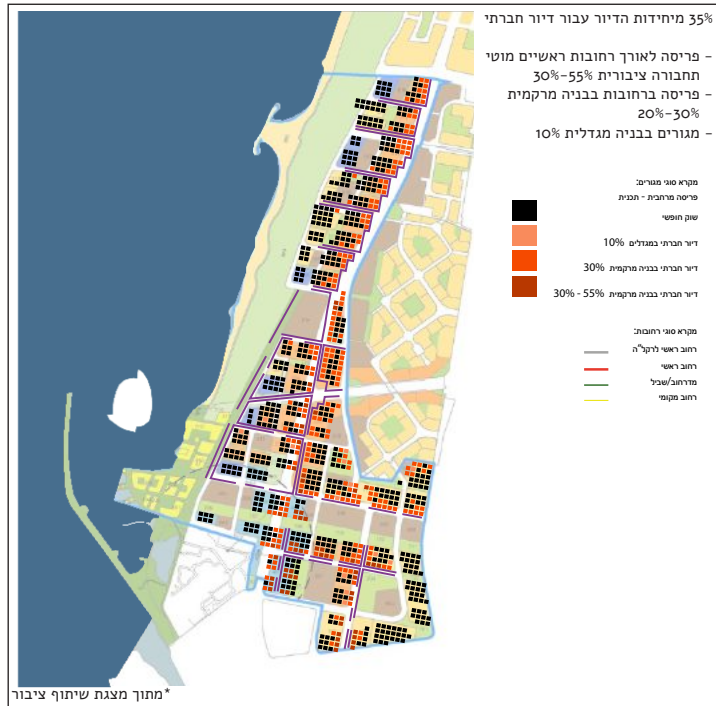 35% מיחידות הדיור עבור דיור חברתי
- פריסה לאורך רחובות ראשיים מוטי
תחבורה ציבורית 30%-55%
- פריסה ברחובות בבניה מרקמית
20%-30%
- מגורים בבניה מגדלית 10%
מקרא סוגי מגורים:
פריסה מרחבית - תכנית
שוק חופשי
דיור חברתי במגדלים 10%
דיור חברתי בבניה מרקמית 30%
דיור חברתי בבניה מרקמית 30% - 55%
מקרא סוגי רחובות:
רחוב ראשי לרקל"ה
רחוב ראשי
מדרחוב/שביל
רחוב מקומי
*מתוך מצגת שיתוף ציבור